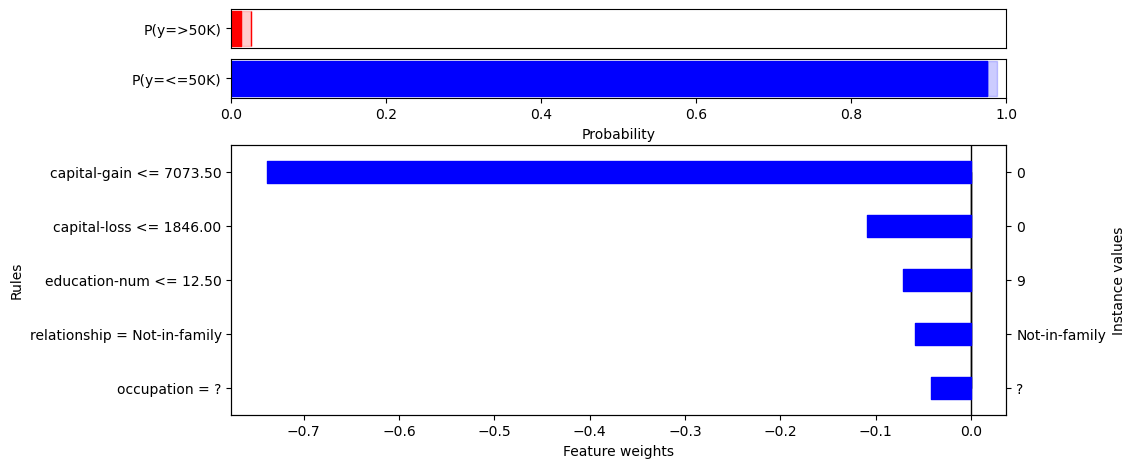 P(y=>50K)
P(y=<=50K)
0.0 0.2 0.4 0.6 0.8 1.0
Probability
Rules
capital-gain <= 7073.50 0
capital-loss <= 1846.00 0
education-num <= 12.50 9
relationship = Not-in-family Not-in-family
occupation = ? ?
Instance values
−0.7 −0.6 −0.5 −0.4 −0.3 −0.2 −0.1 0.0
Feature weights